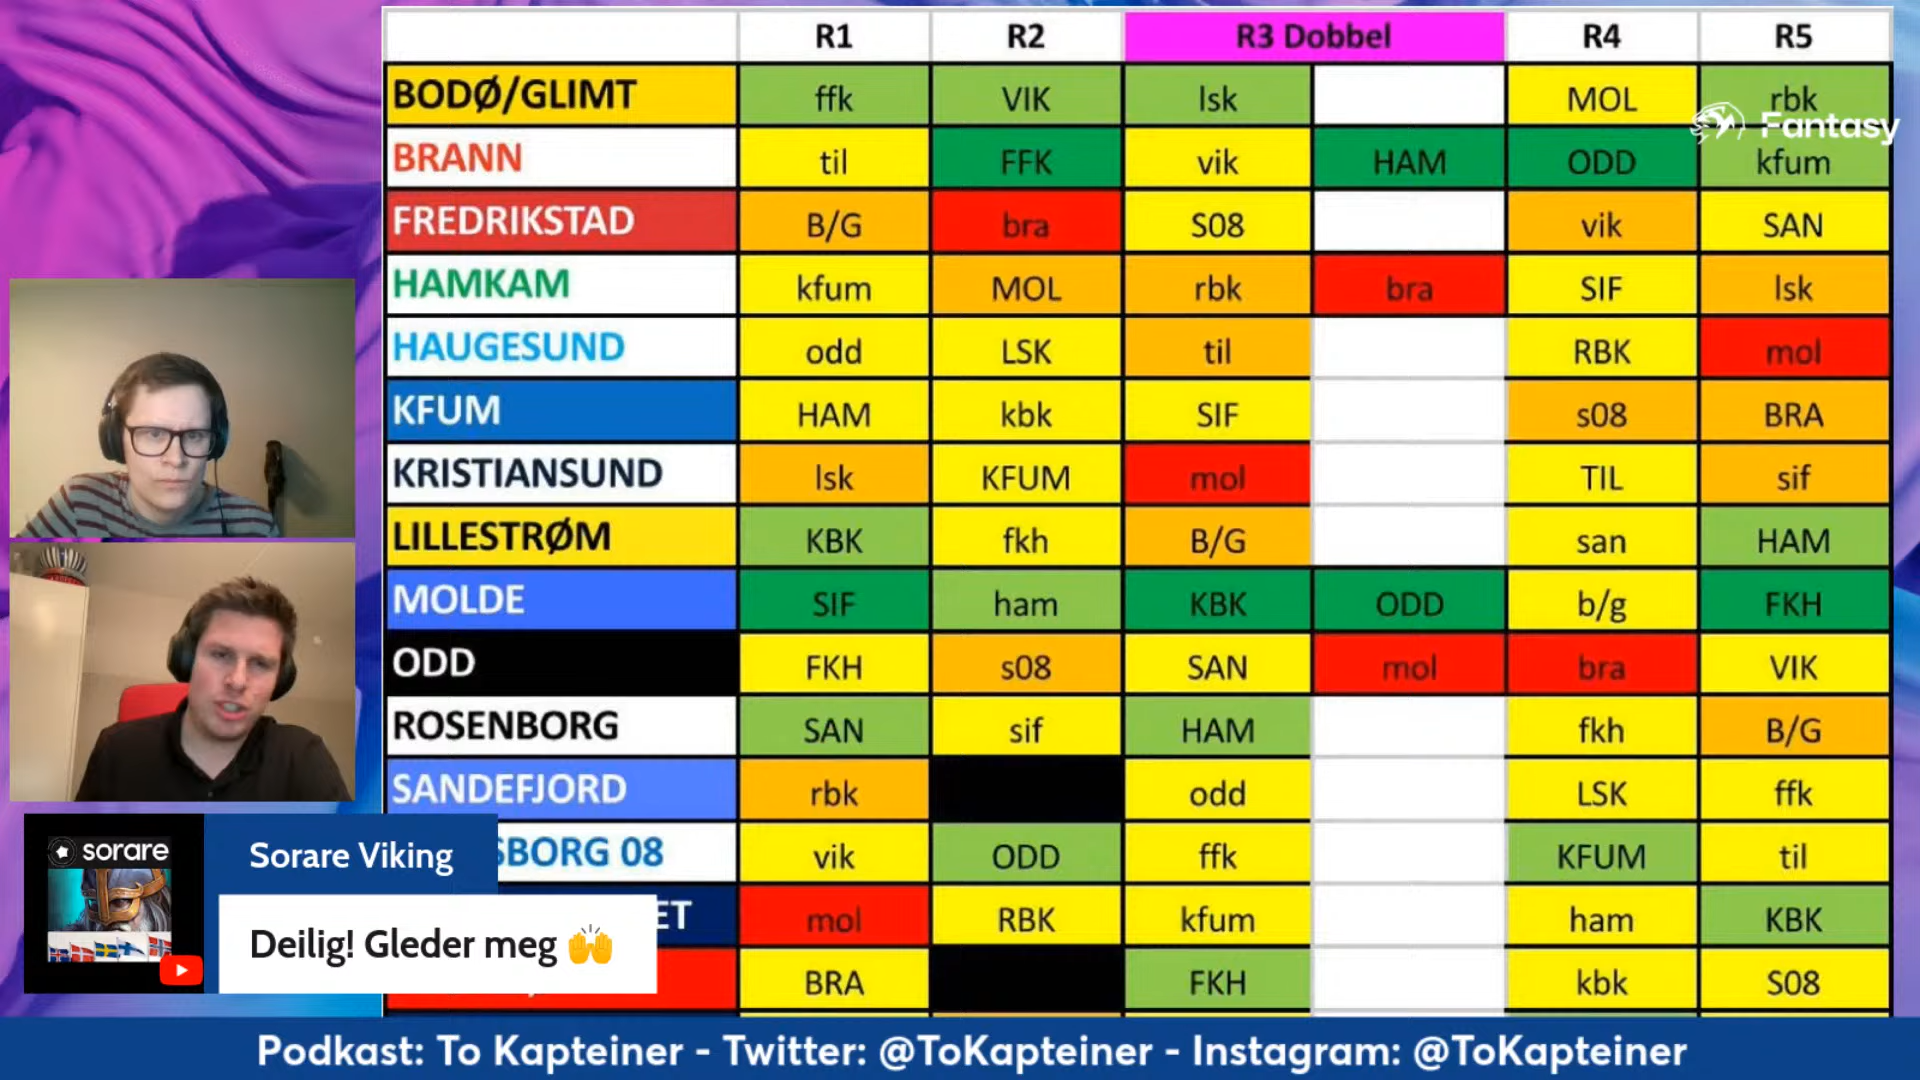 R1 R2 R3 Dobbel R4 R5
BODØ/GLIMT ffk VIK lsk MOL rbk
Fantasy
BRANN til FFK vik HAM ODD kfum
FREDRIKSTAD B/G bra S08 vik SAN
HAMKAM kfum MOL rbk bra SIF lsk
HAUGESUND odd LSK til RBK mol
KFUM HAM kbk SIF s08 BRA
KRISTIANSUND lsk KFUM mol TIL sif
LILLESTRØM KBK fkh B/G san HAM
MOLDE SIF ham KBK ODD b/g FKH
ODD FKH s08 SAN mol bra VIK
ROSENBORG SAN sif HAM fkh B/G
SANDEFJORD rbk odd LSK ffk
SBORG 08 vik ODD ffk KFUM til
ET mol RBK kfum ham KBK
BRA FKH kbk S08
sorare
Sorare Viking
Deilig! Gleder meg 🙌
Podkast: To Kapteiner - Twitter: @ToKapteiner - Instagram: @ToKapteiner